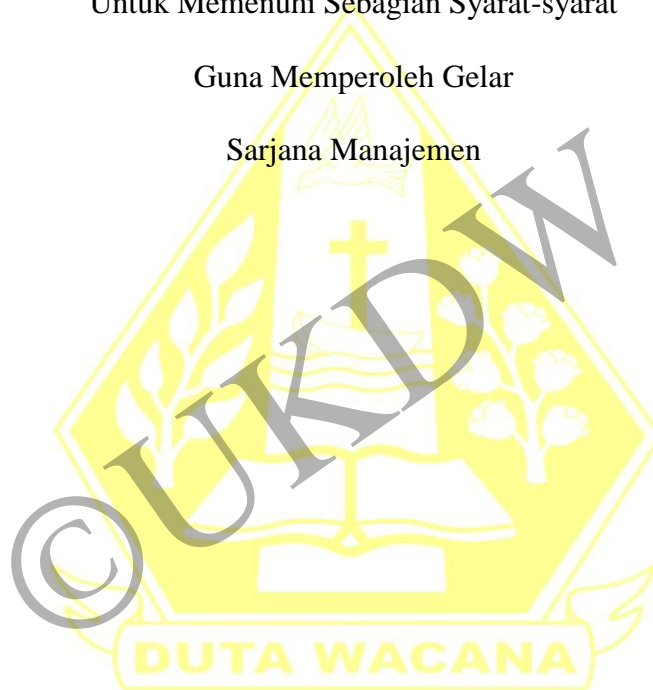 Untuk Memenuhi Sebagian Syarat-syarat
Guna Memperoleh Gelar
Sarjana Manajemen
©UKDW
DUTA WACANA